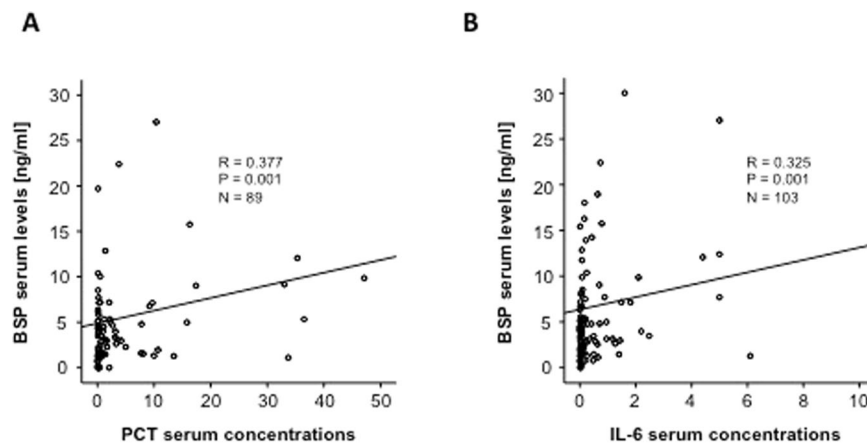 A
BSP serum levels [ng/ml]
30
25
20
15
10
5
0
R = 0.377
P = 0.001
N = 89
0 10 20 30 40 50
PCT serum concentrations
B
BSP serum levels [ng/ml]
30
25
20
15
10
5
0
R = 0.325
P = 0.001
N = 103
0 2 4 6 8 10
IL-6 serum concentrations